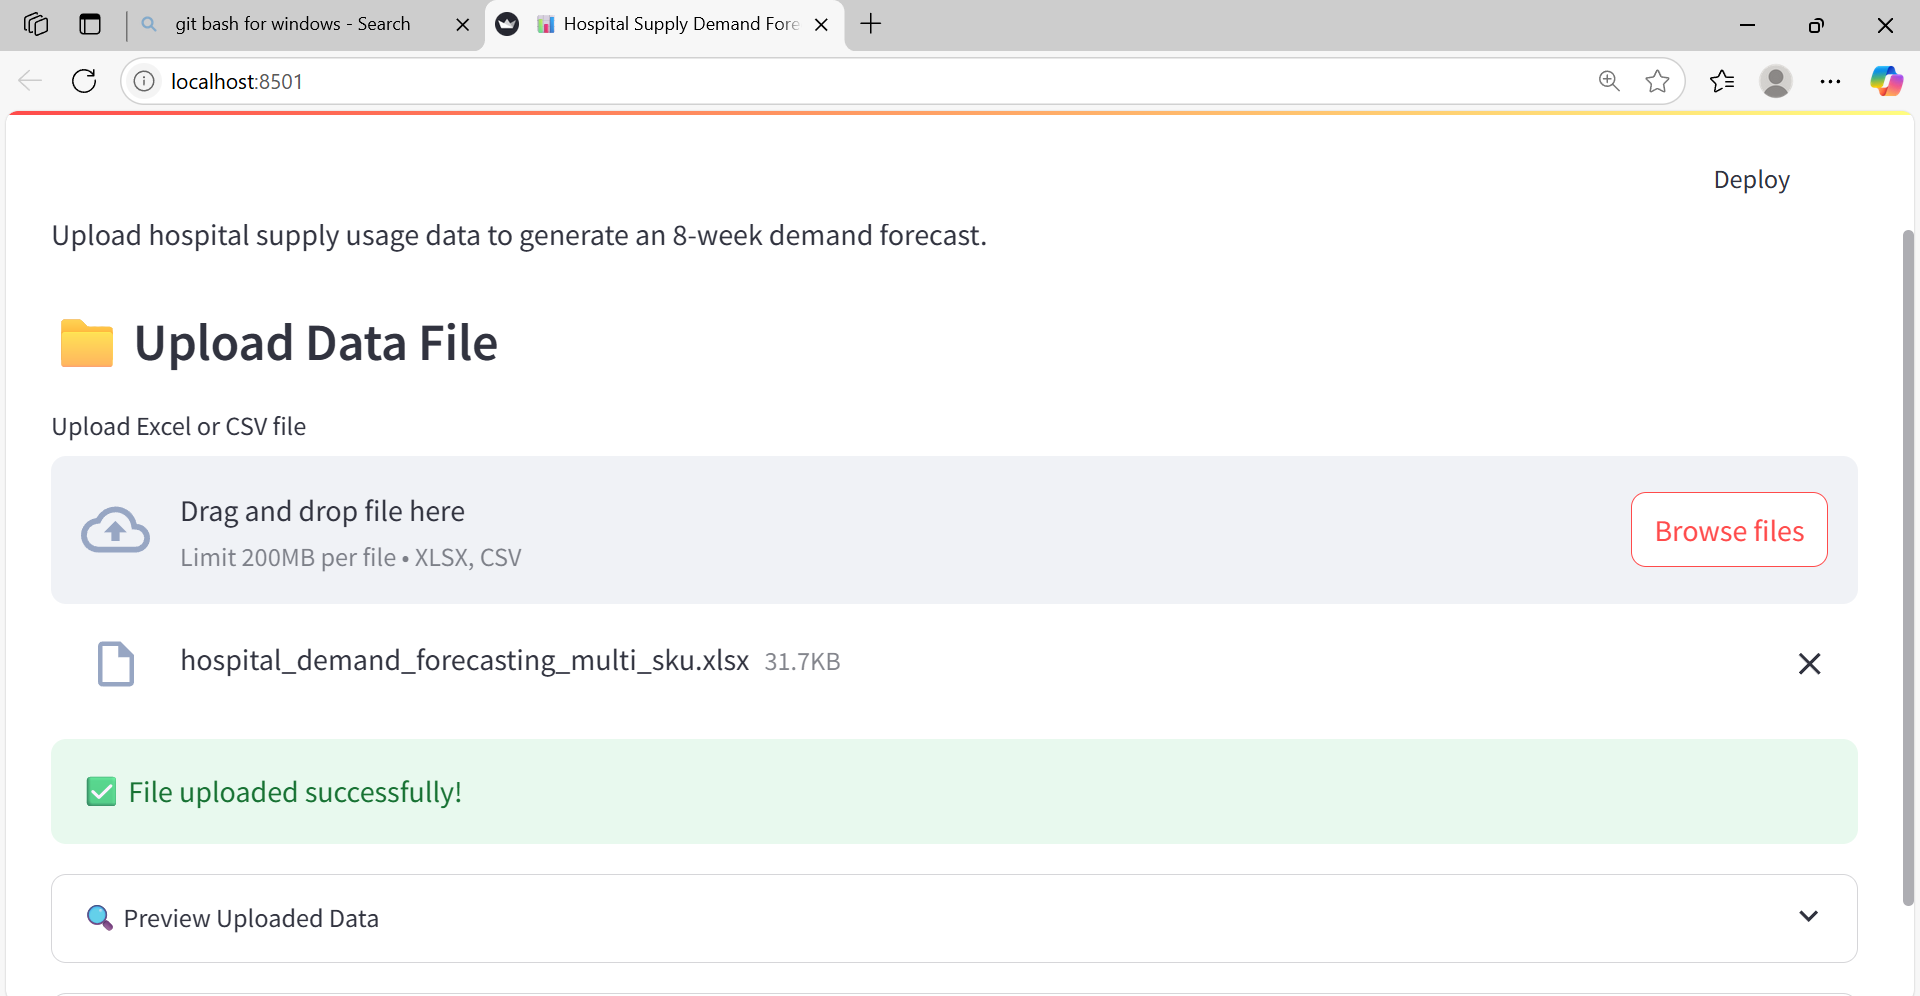 git bash for windows - Search
Hospital Supply Demand Fore
localhost:8501
Deploy
Upload hospital supply usage data to generate an 8-week demand forecast.
Upload Data File
Upload Excel or CSV file
Drag and drop file here
Limit 200MB per file • XLSX, CSV
Browse files
hospital_demand_forecasting_multi_sku.xlsx 31.7KB
File uploaded successfully!
Preview Uploaded Data